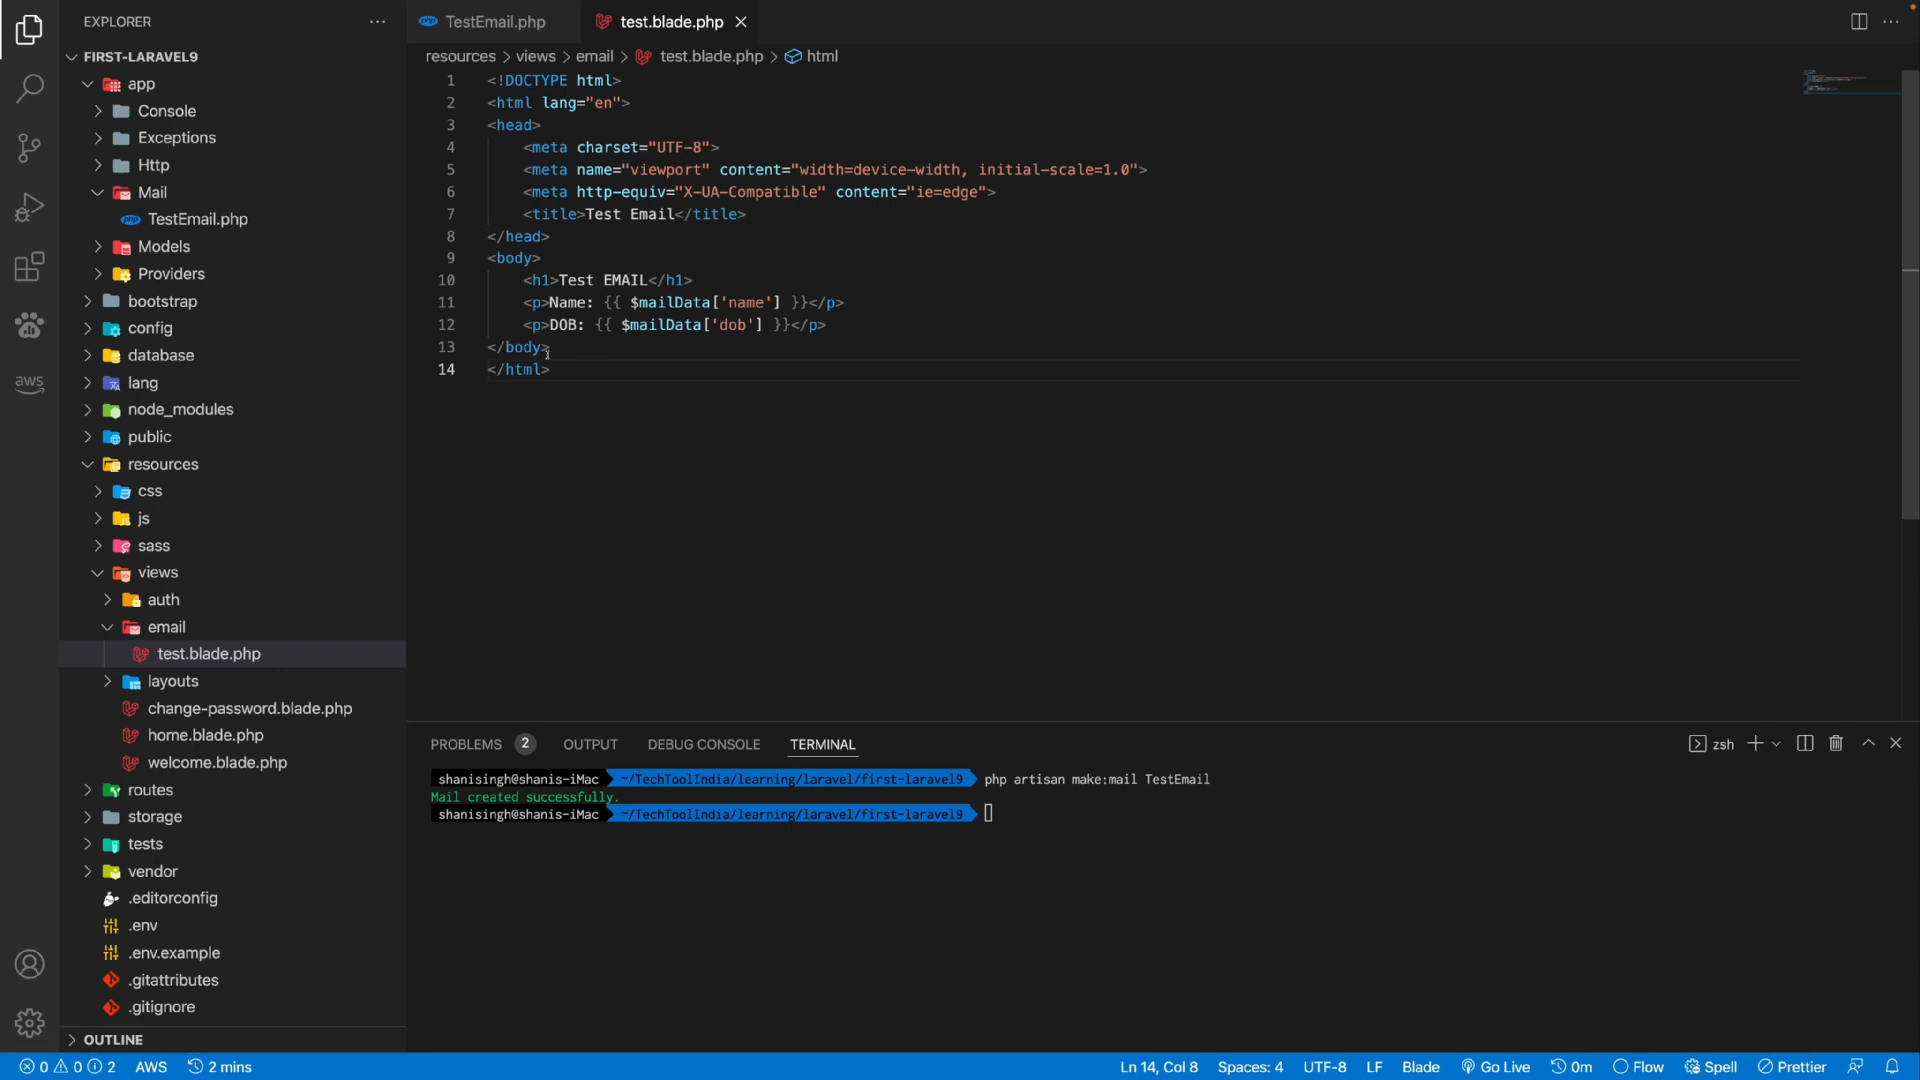 EXPLORER
FIRST-LARAVEL9
app
Console
Exceptions
Http
Mail
TestEmail.php
Models
Providers
bootstrap
config
database
lang
node_modules
public
resources
css
js
sass
views
auth
email
test.blade.php
layouts
change-password.blade.php
home.blade.php
welcome.blade.php
routes
storage
tests
vendor
.editorconfig
.env
.env.example
.gitattributes
.gitignore
OUTLINE
aws
TestEmail.php test.blade.php
resources > views > email > test.blade.php > html
1 <!DOCTYPE html>
2 <html lang="en">
3 <head>
4 <meta charset="UTF-8">
5 <meta name="viewport" content="width=device-width, initial-scale=1.0">
6 <meta http-equiv="X-UA-Compatible" content="ie=edge">
7 <title>Test Email</title>
8 </head>
9 <body>
10 <h1>Test EMAIL</h1>
11 <p>Name: {{ $mailData['name'] }}</p>
12 <p>DOB: {{ $mailData['dob'] }}</p>
13 </body>
14 </html>
PROBLEMS 2 OUTPUT DEBUG CONSOLE TERMINAL zsh
shanisingh@shanis-iMac ~/TechToolIndia/learning/laravel/first-laravel9 php artisan make:mail TestEmail
Mail created successfully.
shanisingh@shanis-iMac ~/TechToolIndia/learning/laravel/first-laravel9
0 0 2 AWS 2 mins Ln 14, Col 8 Spaces: 4 UTF-8 LF Blade Go Live 0m Flow Spell Prettier